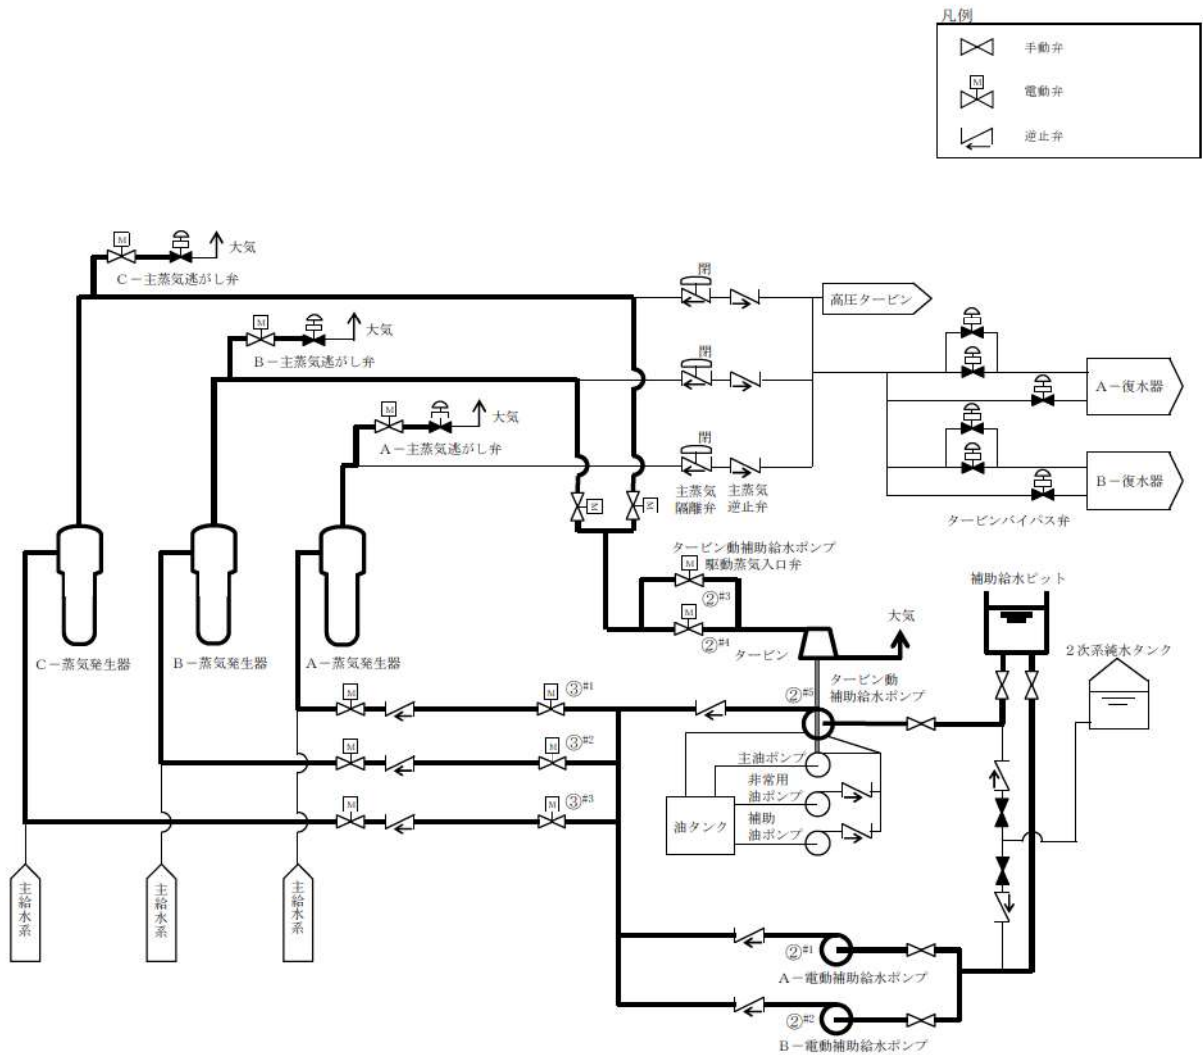 凡例
手動弁
M
電動弁
逆止弁
M
大気
C－主蒸気逃がし弁
M
大気
B－主蒸気逃がし弁
M
大気
A－主蒸気逃がし弁
閉
閉
閉
高圧タービン
主蒸気
隔離弁
主蒸気
逆止弁
A－復水器
B－復水器
タービンバイパス弁
M
M
タービン動補助給水ポンプ
駆動蒸気入口弁
M
②#3
M
②#4
タービン
大気
補助給水ピット
2次系純水タンク
C－蒸気発生器
B－蒸気発生器
A－蒸気発生器
タービン動
補助給水ポンプ
②#5
M
M
③#1
M
M
③#2
M
M
③#3
主油ポンプ
非常用
油ポンプ
補助
油ポンプ
油タンク
主給水系
主給水系
主給水系
②#1
A－電動補助給水ポンプ
②#2
B－電動補助給水ポンプ